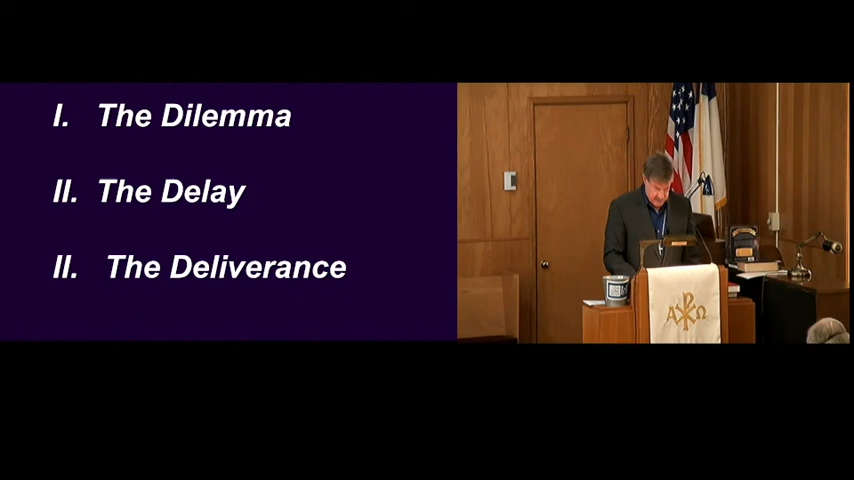 I. The Dilemma
II. The Delay
II. The Deliverance
Α Ω